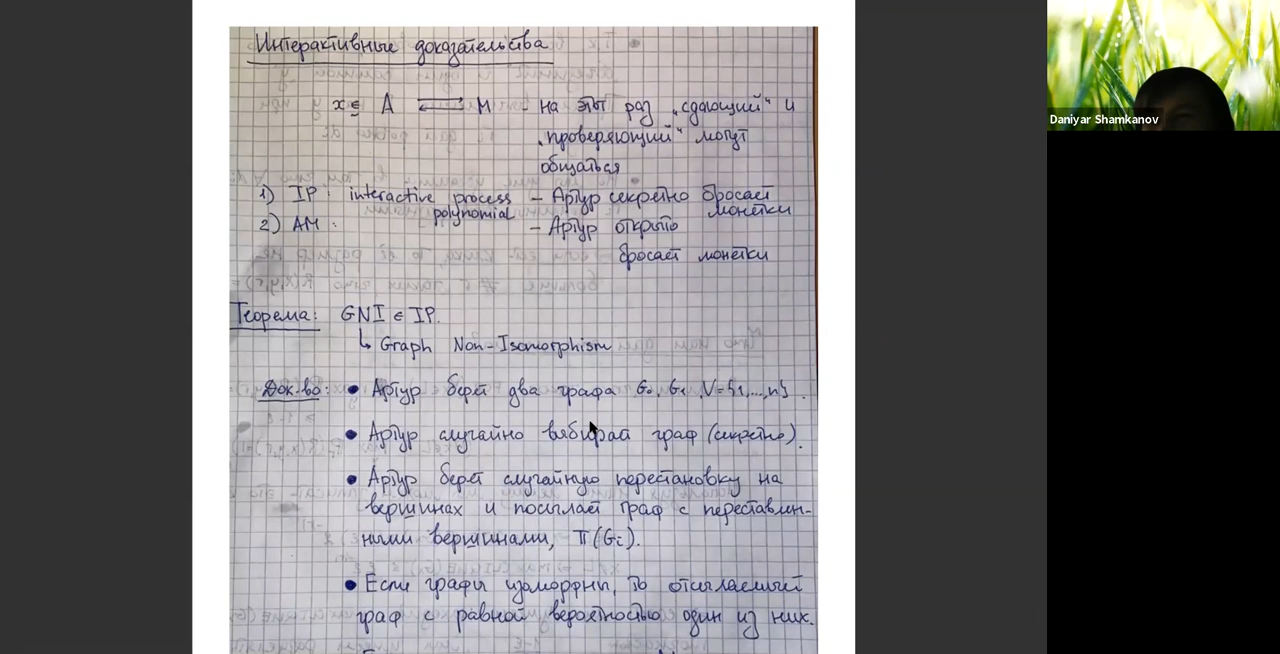 Интерактивные доказательства
x ∈ A ⇄ M - на этот раз „сдающий“ и
„проверяющий“ могут
общаться
1) IP: interactive process - Артур секретно бросает
polynomial монетки
2) AM: - Артур открыто
бросает монетки
Теорема: GNI ∈ IP.
↳ Graph Non-Isomorphism
Док-во: • Артур берет два графа G₀, G₁, V={1,...,n}.
• Артур случайно выбирает граф (секретно).
• Артур берет случайную перестановку на
вершинах и посылает граф с переставлен-
ными вершинами, π(Gᵢ).
• Если графы изоморфны, то отсылаемый
граф с равной вероятностью один из них.
Daniyar Shamkanov